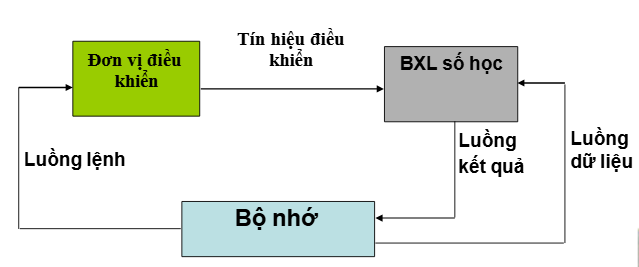 Tín hiệu điều
khiển
Đơn vị điều
khiển
BXL số học
Luồng lệnh
Luồng
kết quả
Luồng
dữ liệu
Bộ nhớ